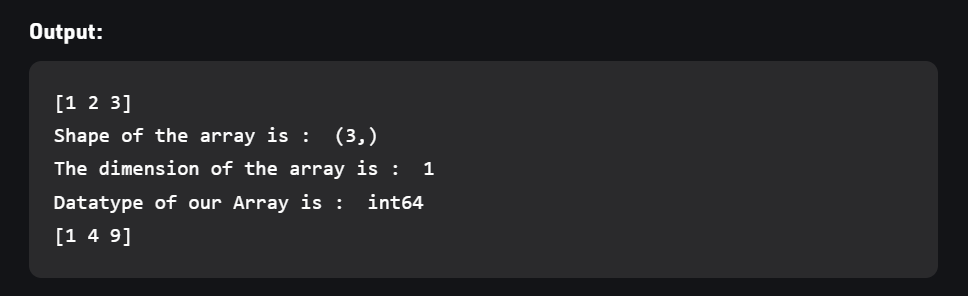 Output:
[1 2 3]
Shape of the array is :  (3,)
The dimension of the array is :  1
Datatype of our Array is :  int64
[1 4 9]